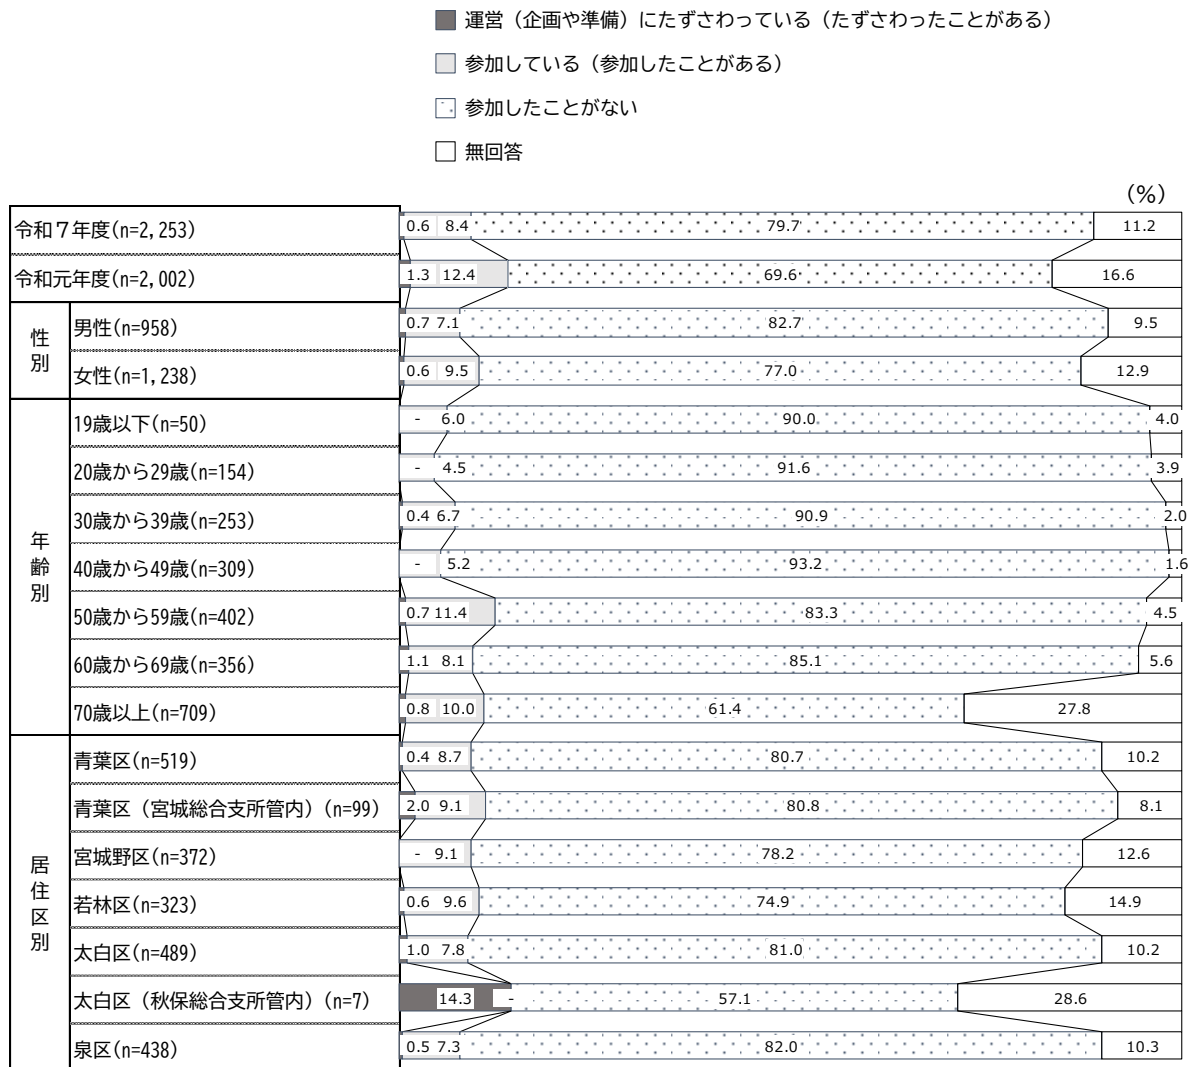 運営（企画や準備）にたずさわっている（たずさわったことがある）
参加している（参加したことがある）
参加したことがない
無回答
（％）
令和７年度(n=2,253) 0.6 8.4 79.7 11.2
令和元年度(n=2,002) 1.3 12.4 69.6 16.6
性別
男性(n=958) 0.7 7.1 82.7 9.5
女性(n=1,238) 0.6 9.5 77.0 12.9
年齢別
19歳以下(n=50) - 6.0 90.0 4.0
20歳から29歳(n=154) - 4.5 91.6 3.9
30歳から39歳(n=253) 0.4 6.7 90.9 2.0
40歳から49歳(n=309) - 5.2 93.2 1.6
50歳から59歳(n=402) 0.7 11.4 83.3 4.5
60歳から69歳(n=356) 1.1 8.1 85.1 5.6
70歳以上(n=709) 0.8 10.0 61.4 27.8
居住区別
青葉区(n=519) 0.4 8.7 80.7 10.2
青葉区（宮城総合支所管内）(n=99) 2.0 9.1 80.8 8.1
宮城野区(n=372) - 9.1 78.2 12.6
若林区(n=323) 0.6 9.6 74.9 14.9
太白区(n=489) 1.0 7.8 81.0 10.2
太白区（秋保総合支所管内）(n=7) 14.3 - 57.1 28.6
泉区(n=438) 0.5 7.3 82.0 10.3